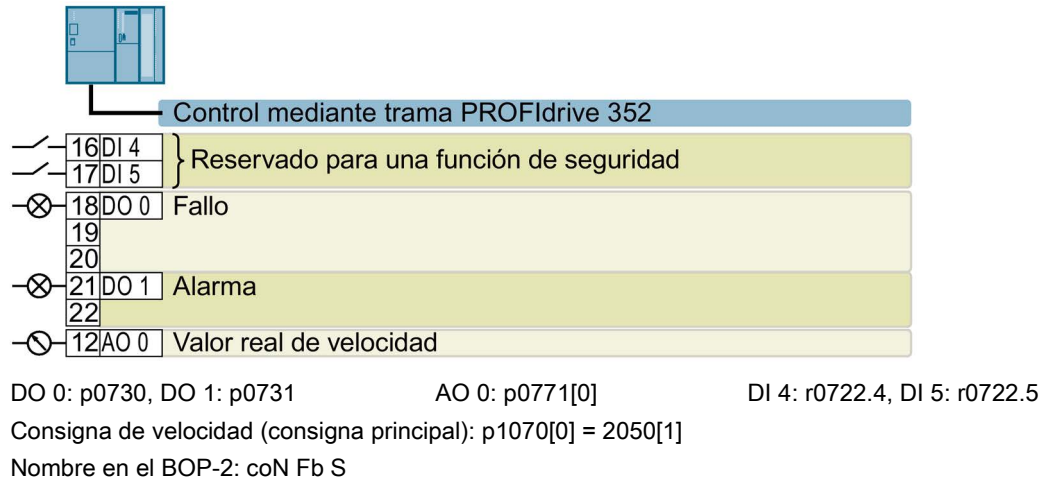 Control mediante trama PROFIdrive 352
16 DI 4
Reservado para una función de seguridad
17 DI 5
18 DO 0 Fallo
19
20
21 DO 1 Alarma
22
12 AO 0 Valor real de velocidad
DO 0: p0730, DO 1: p0731 AO 0: p0771[0] DI 4: r0722.4, DI 5: r0722.5
Consigna de velocidad (consigna principal): p1070[0] = 2050[1]
Nombre en el BOP-2: coN Fb S